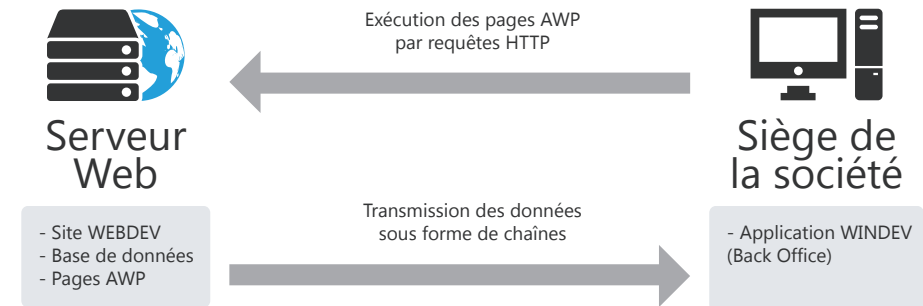 Exécution des pages AWP
par requêtes HTTP
Serveur
Web
Siège de
la société
- Site WEBDEV
- Base de données
- Pages AWP
Transmission des données
sous forme de chaînes
- Application WINDEV
(Back Office)